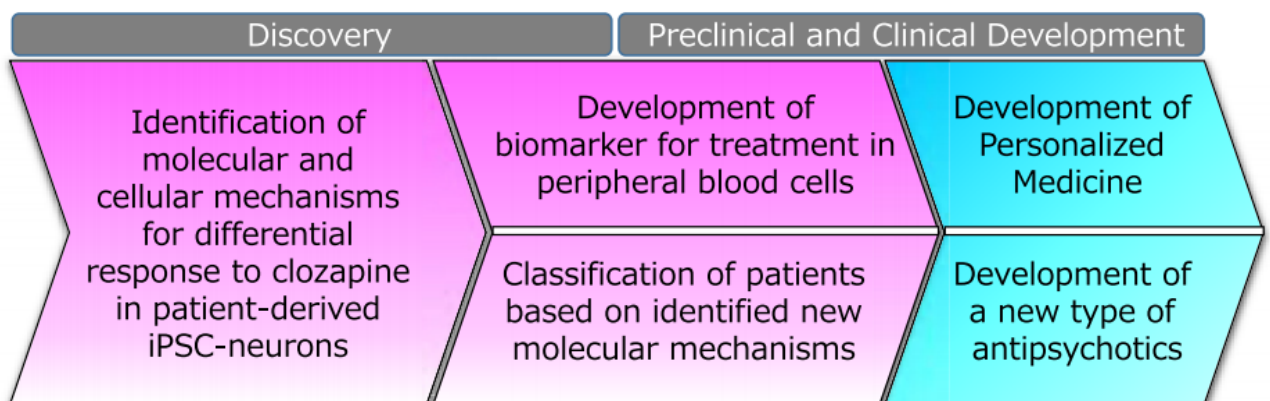 Discovery
Preclinical and Clinical Development
Identification of
molecular and
cellular mechanisms
for differential
response to clozapine
in patient-derived
iPSC-neurons
Development of
biomarker for treatment in
peripheral blood cells
Classification of patients
based on identified new
molecular mechanisms
Development of
Personalized
Medicine
Development of
a new type of
antipsychotics